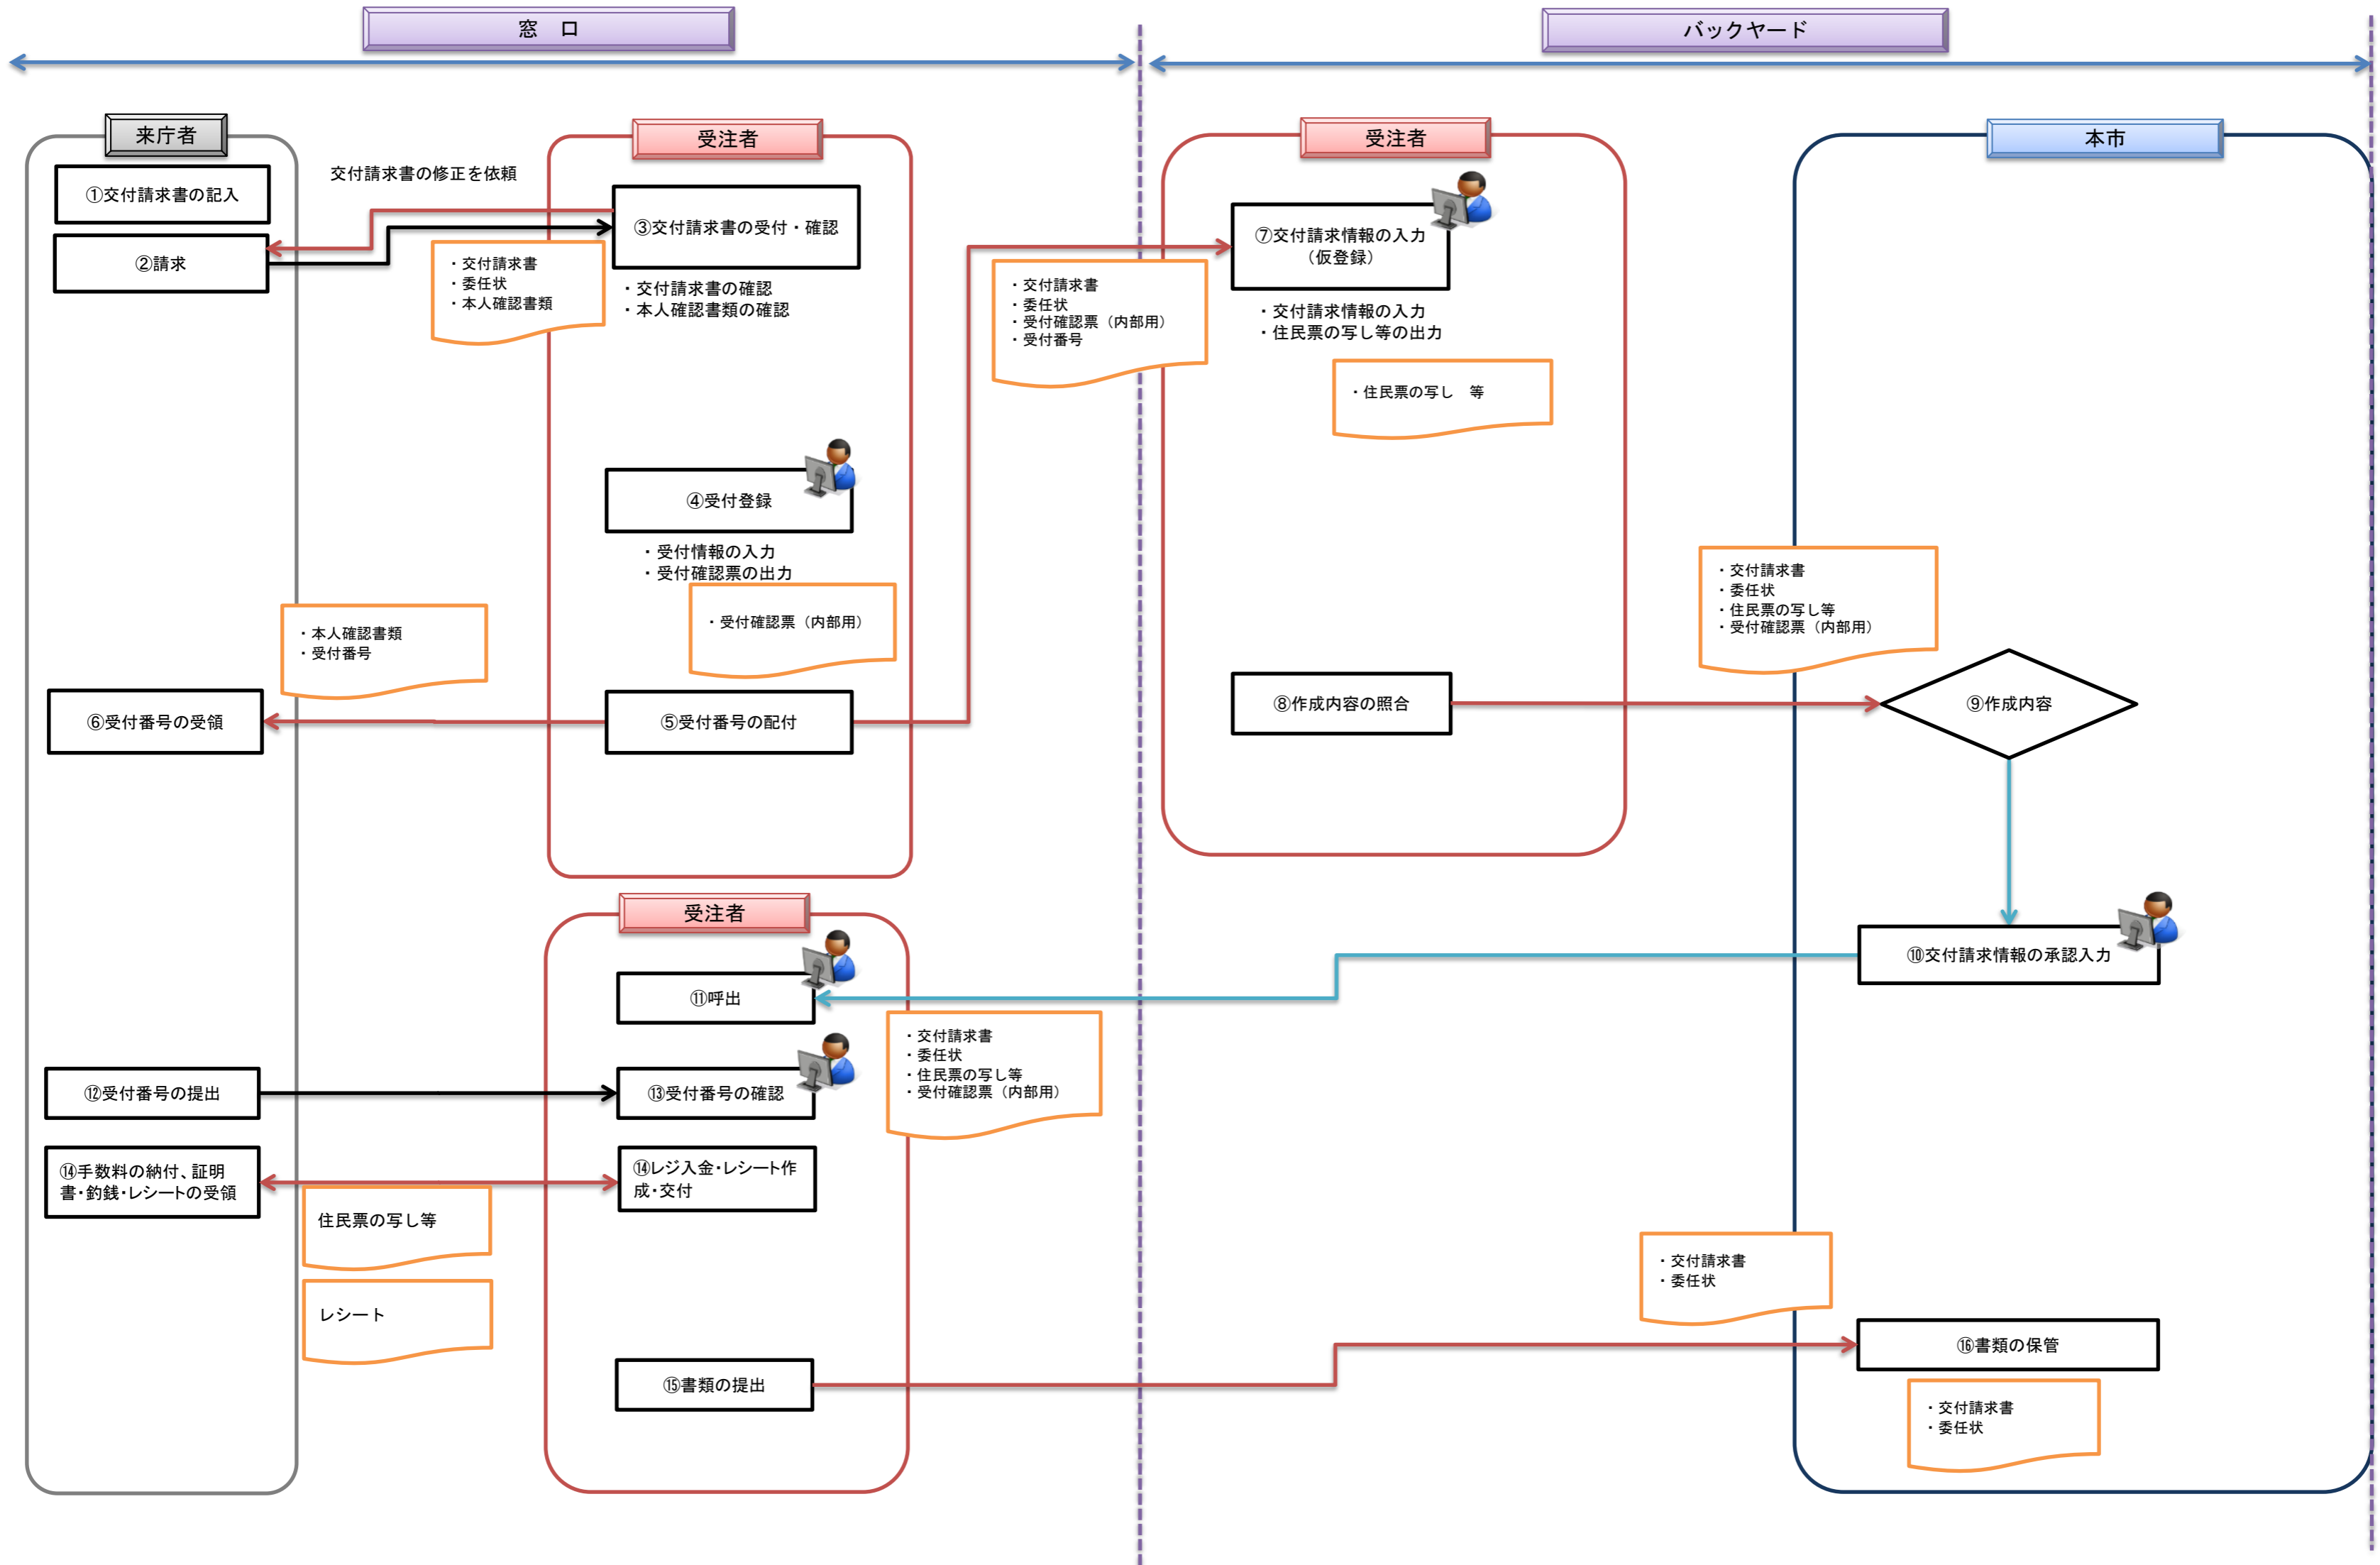 窓　口
バックヤード
来庁者
受注者
受注者
本市
①交付請求書の記入
交付請求書の修正を依頼
②請求
③交付請求書の受付・確認
・交付請求書
・委任状
・本人確認書類
・交付請求書の確認
・本人確認書類の確認
・交付請求書
・委任状
・受付確認票（内部用）
・受付番号
⑦交付請求情報の入力
（仮登録）
・交付請求情報の入力
・住民票の写し等の出力
・住民票の写し　等
④受付登録
・受付情報の入力
・受付確認票の出力
・受付確認票（内部用）
・本人確認書類
・受付番号
⑥受付番号の受領
⑤受付番号の配付
⑧作成内容の照合
・交付請求書
・委任状
・住民票の写し等
・受付確認票（内部用）
⑨作成内容
受注者
⑩交付請求情報の承認入力
⑪呼出
・交付請求書
・委任状
・住民票の写し等
・受付確認票（内部用）
⑫受付番号の提出
⑬受付番号の確認
⑭手数料の納付、証明
書・釣銭・レシートの受領
⑭レジ入金・レシート作
成・交付
住民票の写し等
レシート
・交付請求書
・委任状
⑮書類の提出
⑯書類の保管
・交付請求書
・委任状